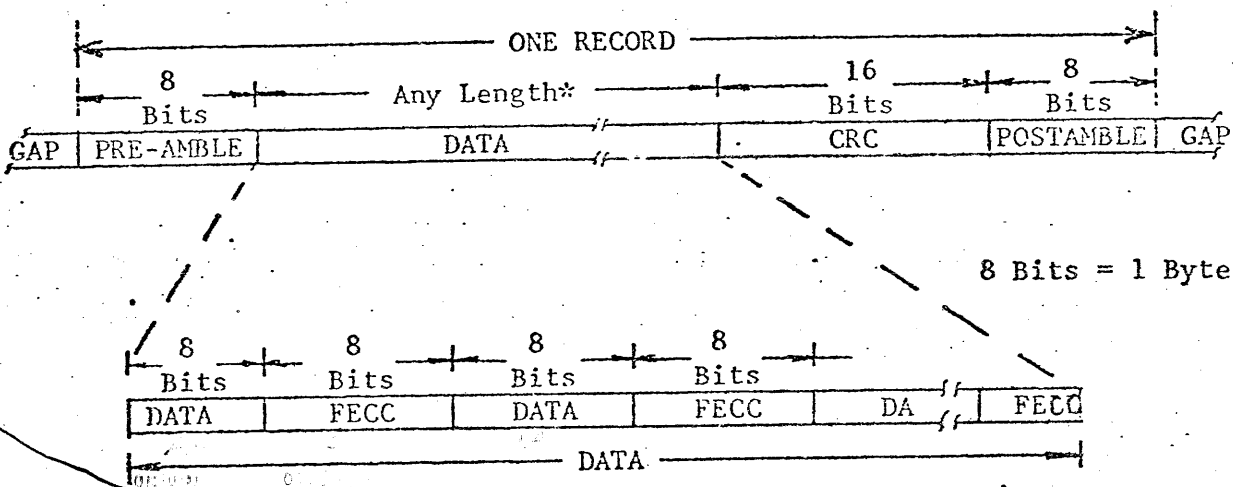 ONE RECORD
8 Bits
Any Length*
16 Bits
8 Bits
GAP PRE-AMBLE DATA CRC POSTAMBLE GAP
8 Bits = 1 Byte
8 Bits
8 Bits
8 Bits
8 Bits
DATA FECC DATA FECC DA FECC
DATA